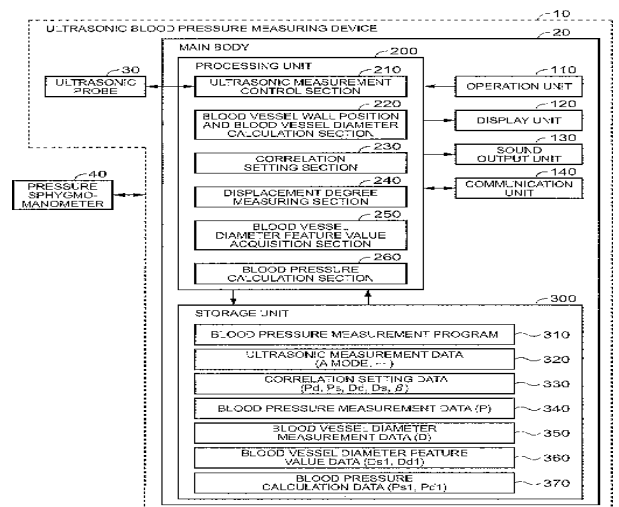 10
ULTRASONIC BLOOD PRESSURE MEASURING DEVICE
20
MAIN BODY
200
PROCESSING UNIT
30
ULTRASONIC
PROBE
210
ULTRASONIC MEASUREMENT
CONTROL SECTION
110
OPERATION UNIT
220
BLOOD VESSEL WALL POSITION
AND BLOOD VESSEL DIAMETER
CALCULATION SECTION
120
DISPLAY UNIT
230
CORRELATION
SETTING SECTION
130
SOUND
OUTPUT UNIT
40
PRESSURE
SPHYGMO-
MANOMETER
240
DISPLACEMENT DEGREE
MEASURING SECTION
140
COMMUNICATION
UNIT
250
BLOOD VESSEL
DIAMETER FEATURE VALUE
ACQUISITION SECTION
260
BLOOD PRESSURE
CALCULATION SECTION
300
STORAGE UNIT
BLOOD PRESSURE MEASUREMENT PROGRAM
310
ULTRASONIC MEASUREMENT DATA
(A MODE, ···)
320
CORRELATION SETTING DATA
(Pd, Ps, Dd, Ds, β)
330
BLOOD PRESSURE MEASUREMENT DATA (P)
340
BLOOD VESSEL DIAMETER
MEASUREMENT DATA (D)
350
BLOOD VESSEL DIAMETER FEATURE
VALUE DATA (Ds1, Dd1)
360
BLOOD PRESSURE
CALCULATION DATA (Ps1, Pd1)
370